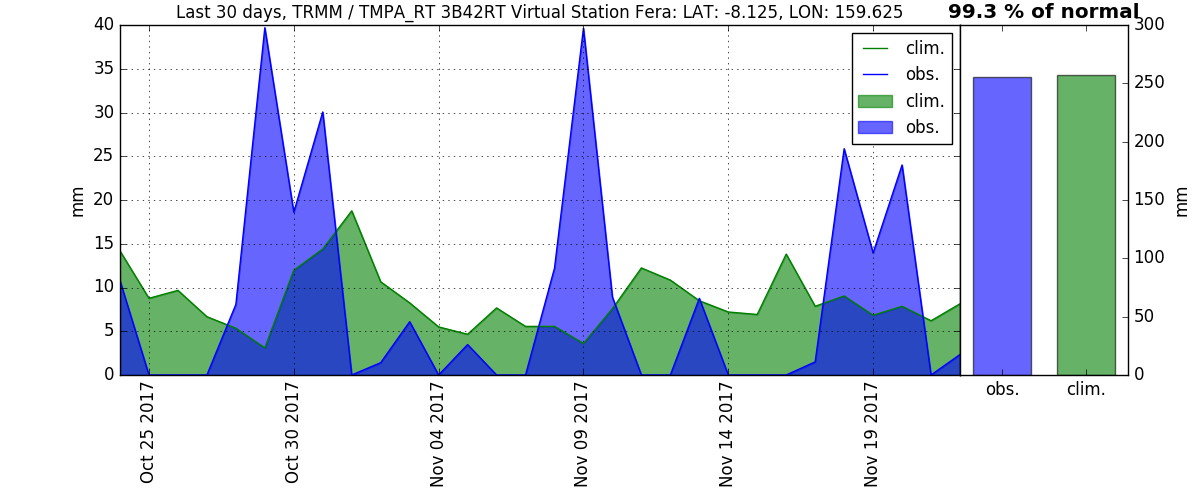 Last 30 days, TRMM / TMPA_RT 3B42RT Virtual Station Fera: LAT: -8.125, LON: 159.625
99.3 % of normal
40
35
30
25
20
15
10
5
0
mm
clim.
obs.
clim.
obs.
Oct 25 2017
Oct 30 2017
Nov 04 2017
Nov 09 2017
Nov 14 2017
Nov 19 2017
300
250
200
150
100
50
0
mm
obs.
clim.